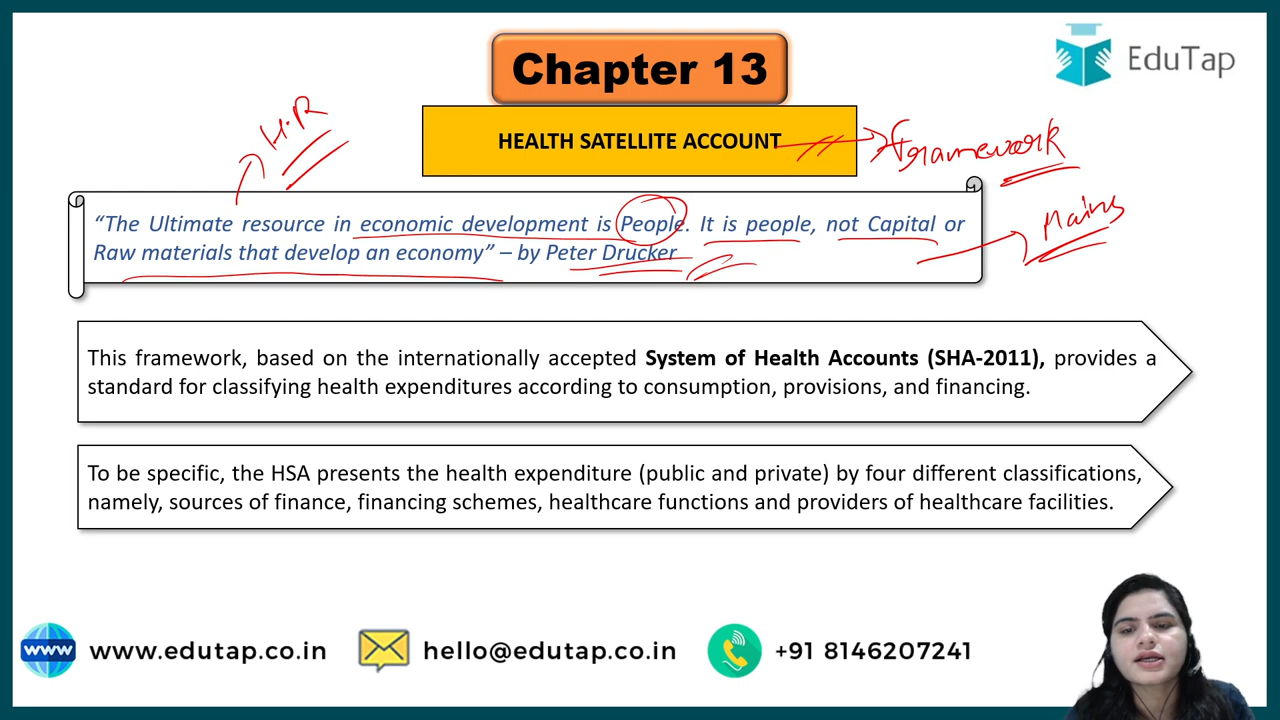 Chapter 13
EduTap
H.R
HEALTH SATELLITE ACCOUNT
framework
“The Ultimate resource in economic development is People. It is people, not Capital or
Raw materials that develop an economy” – by Peter Drucker
Mains
This framework, based on the internationally accepted System of Health Accounts (SHA-2011), provides a
standard for classifying health expenditures according to consumption, provisions, and financing.
To be specific, the HSA presents the health expenditure (public and private) by four different classifications,
namely, sources of finance, financing schemes, healthcare functions and providers of healthcare facilities.
www www.edutap.co.in hello@edutap.co.in +91 8146207241